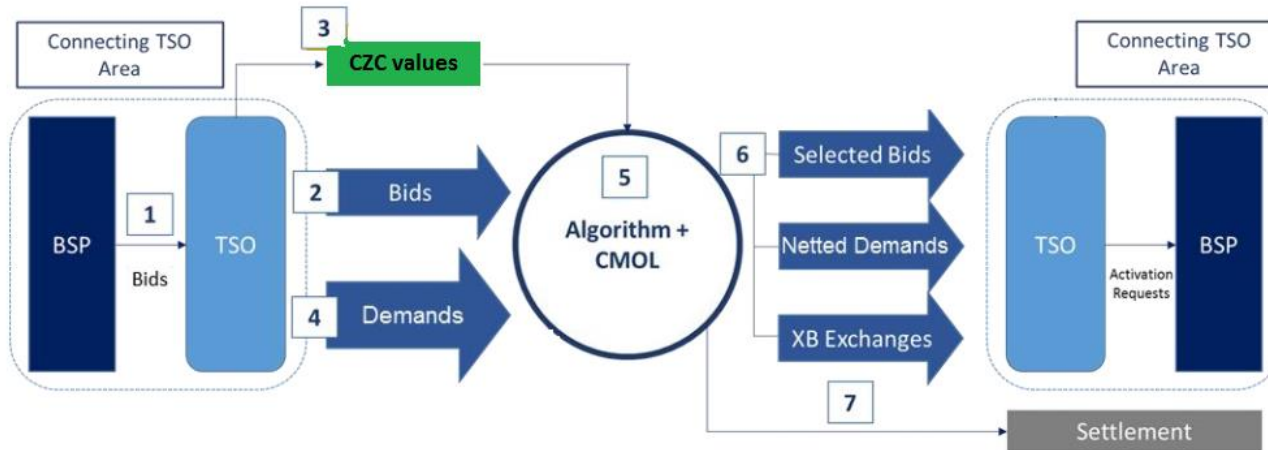 Connecting TSO
Area
3
CZC values
Connecting TSO
Area
BSP
1
Bids
TSO
2
Bids
4
Demands
5
Algorithm +
CMOL
6
Selected Bids
Netted Demands
XB Exchanges
TSO
Activation
Requests
BSP
7
Settlement